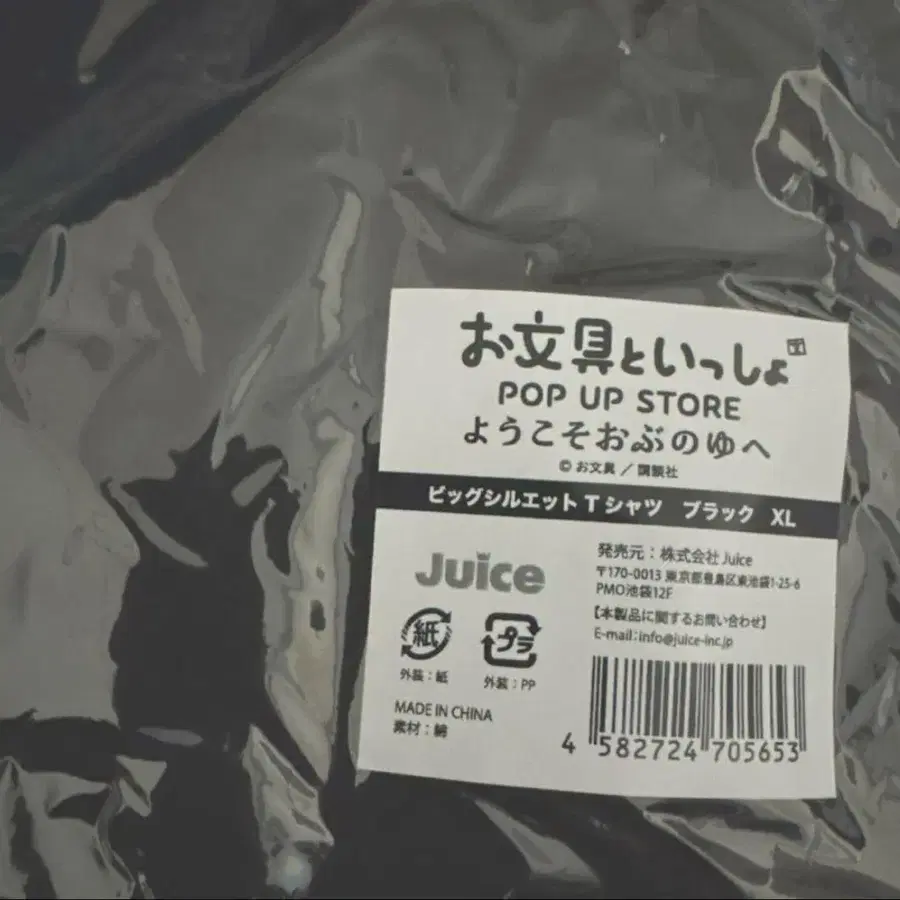 お文具といっしょ
POP UP STORE
ようこそおぶのゆへ
© お文具 / 講談社
ビッグシルエットTシャツ ブラック XL
Juice
発売元：株式会社 Juice
〒170-0013 東京都豊島区東池袋1-25-6
PMO池袋12F
【本製品に関するお問い合わせ】
E-mail：info@juice-inc.jp
紙
プラ
外装：紙
外装：PP
MADE IN CHINA
素材：綿
4 582724 705653